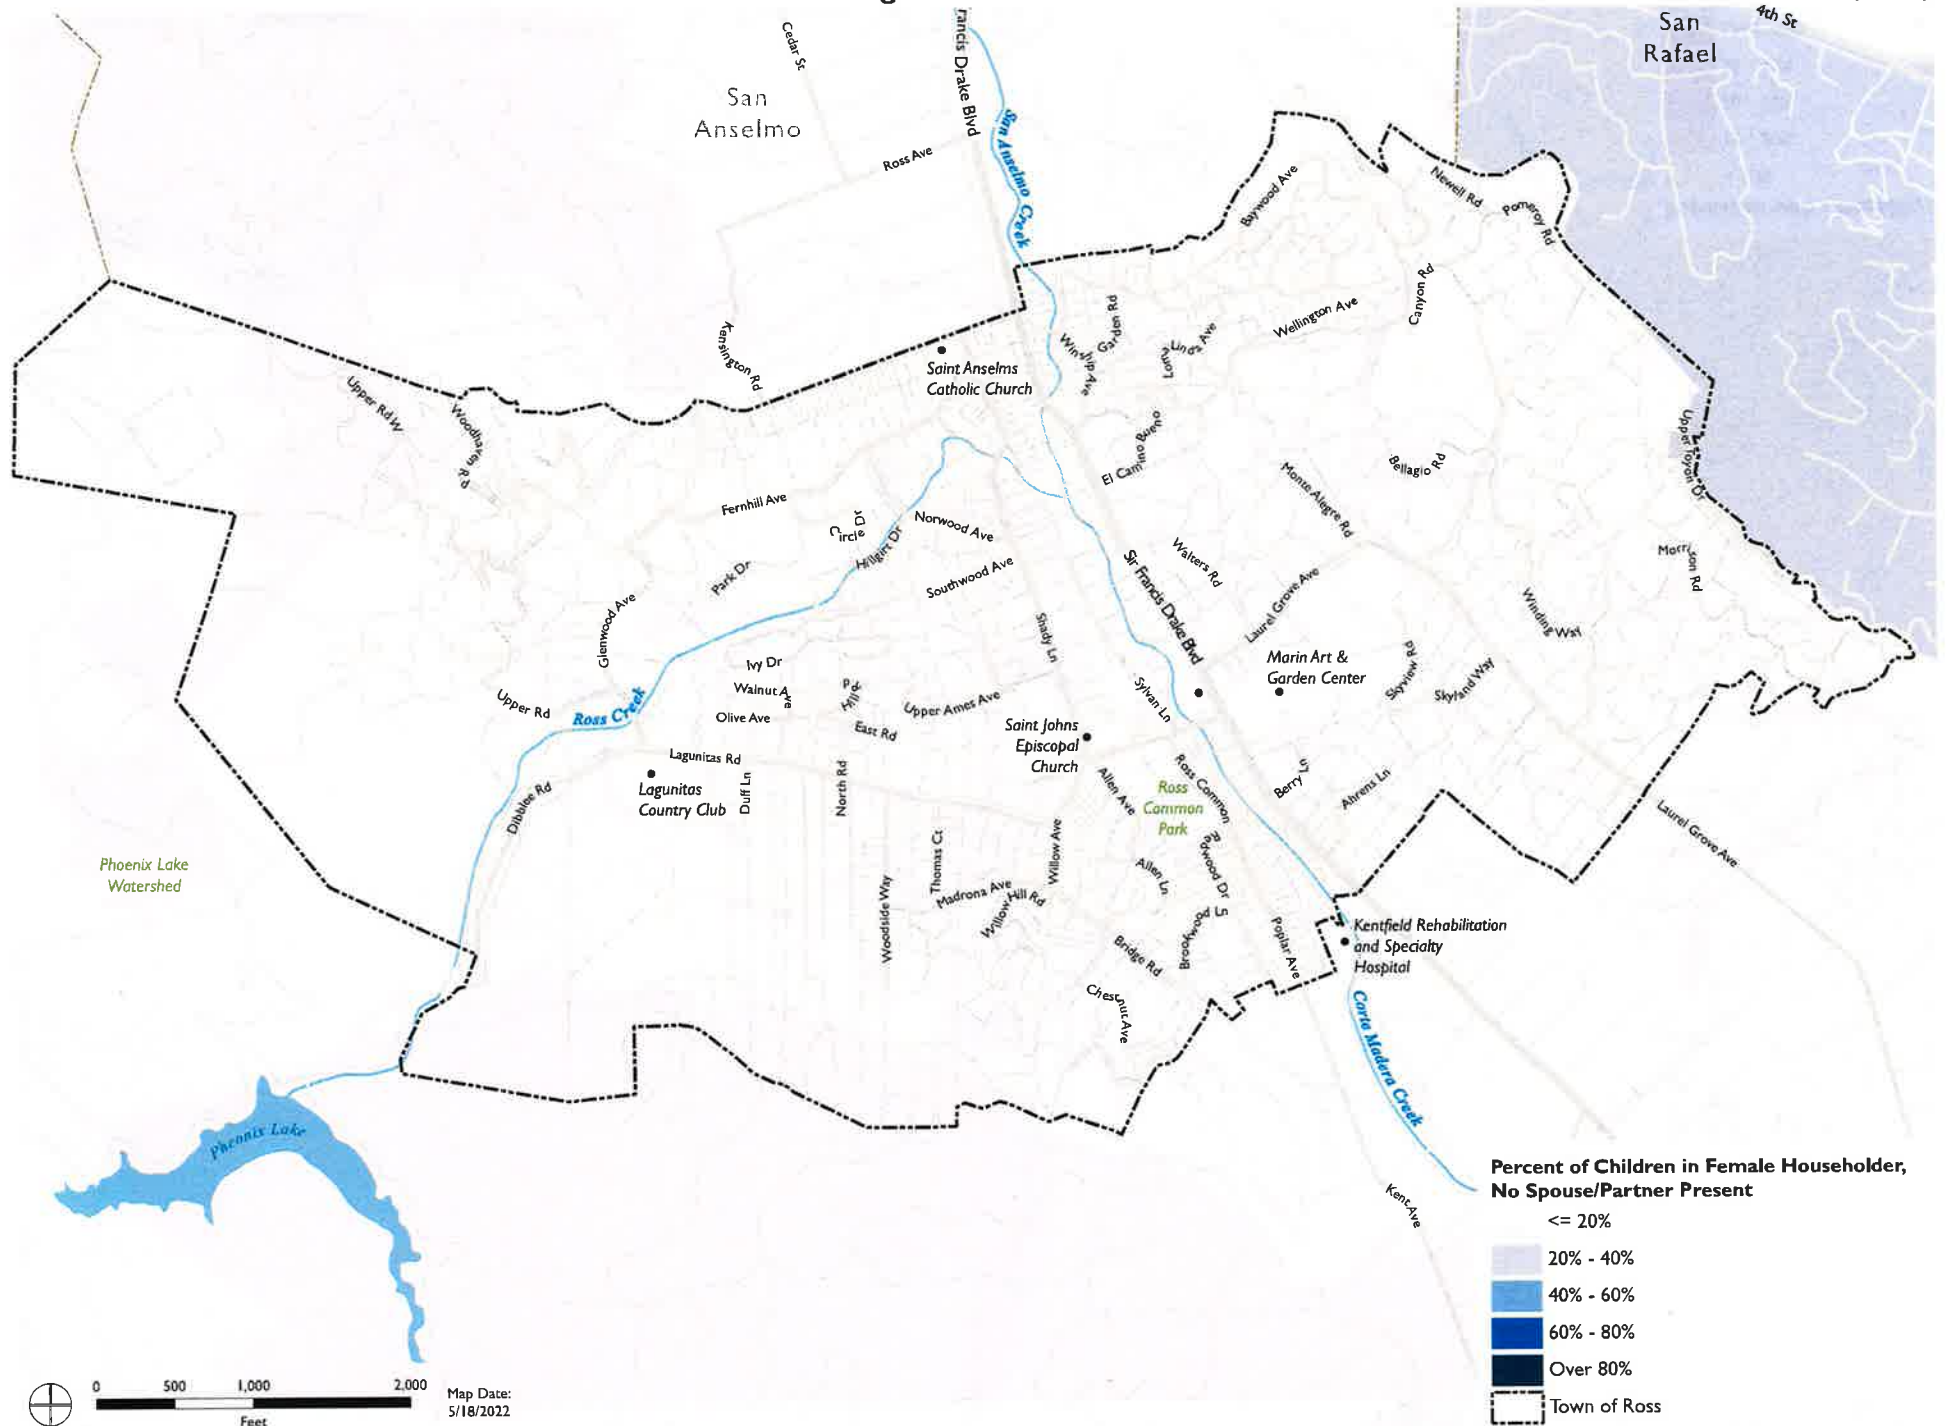 rancis Drake Blvd
Cedar St
4th St
San
Rafael
San
Anselmo
San Anselmo Creek
Ross Ave
Baywood Ave
Newell Rd
Pomeroy Rd
Canyon Rd
Wellington Ave
Garden Rd
Winship Ave
Loma Linda Ave
Kensington Rd
Saint Anselms
Catholic Church
Upper Rd W
Woodhaven Rd
El Camino Bueno
Bellagio Rd
Upper Toyon Dr
Monte Alegre Rd
Fernhill Ave
Circle Dr
Hillgirt Dr
Norwood Ave
Southwood Ave
Park Dr
Glenwood Ave
Walters Rd
Sir Francis Drake Blvd
Laurel Grove Ave
Morrison Rd
Winding Way
Shady Ln
Ivy Dr
Walnut Ave
Olive Ave
Hill Rd
Upper Ames Ave
East Rd
Upper Rd
Ross Creek
Sylvan Ln
Marin Art &
Garden Center
Skyview Rd
Skyland Way
Saint Johns
Episcopal
Church
Lagunitas Rd
Lagunitas
Country Club
Duff Ln
North Rd
Dibblee Rd
Allen Ave
Ross Common
Ross
Common
Park
Berry Ln
Ahrens Ln
Laurel Grove Ave
Phoenix Lake
Watershed
Thomas Ct
Willow Ave
Madrona Ave
Willow Hill Rd
Woodside Way
Allen Ln
Redwood Dr
Brookwood Ln
Bridge Rd
Poplar Ave
Chestnut Ave
Kentfield Rehabilitation
and Specialty
Hospital
Corte Madera Creek
Pheonix Lake
Kent Ave
Percent of Children in Female Householder,
No Spouse/Partner Present
<= 20%
20% - 40%
40% - 60%
60% - 80%
Over 80%
Town of Ross
0 500 1,000 2,000
Feet
Map Date:
5/18/2022